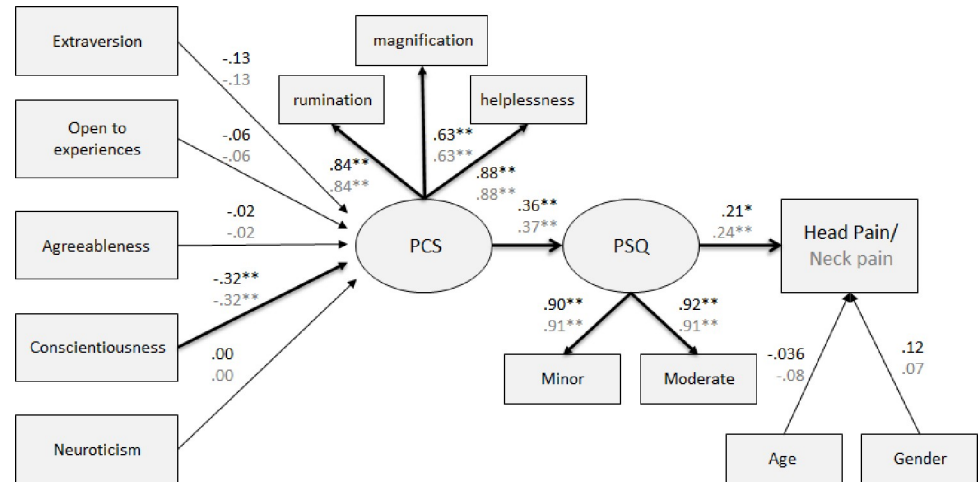 Extraversion
-.13
-.13
magnification
rumination
helplessness
Open to
experiences
-.06
-.06
.84**
.84**
.63**
.63**
.88**
.88**
Agreeableness
-.02
-.02
PCS
.36**
.37**
PSQ
.21*
.24**
Head Pain/
Neck pain
Conscientiousness
-.32**
-.32**
.90**
.91**
.92**
.91**
Minor
Moderate
-.036
-.08
.12
.07
Neuroticism
.00
.00
Age
Gender